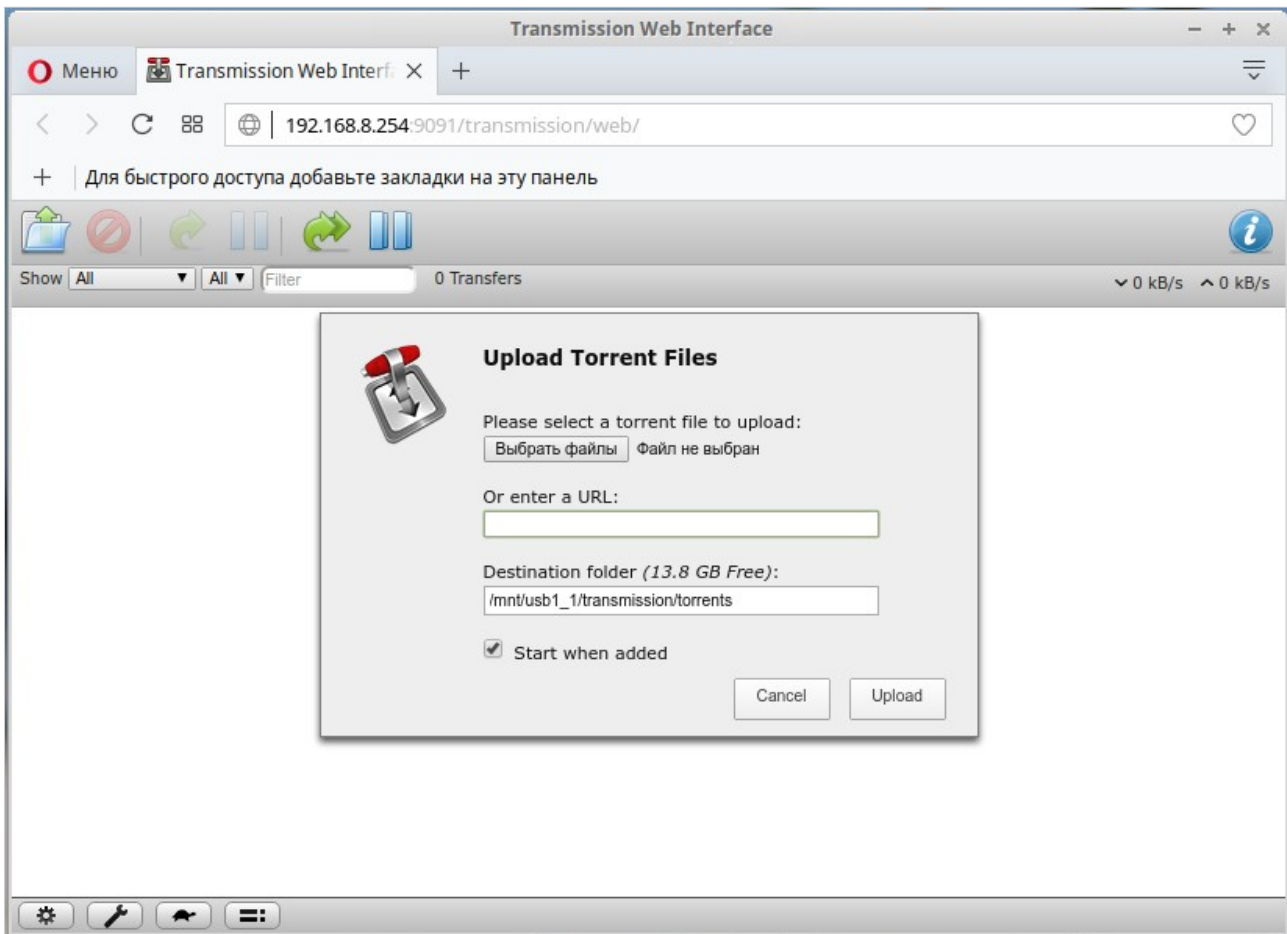 Transmission Web Interface
Меню
Transmission Web Interf
192.168.8.254:9091/transmission/web/
Для быстрого доступа добавьте закладки на эту панель
Show All All Filter 0 Transfers 0 kB/s 0 kB/s
Upload Torrent Files
Please select a torrent file to upload:
Выбрать файлы Файл не выбран
Or enter a URL:
Destination folder (13.8 GB Free):
/mnt/usb1_1/transmission/torrents
Start when added
Cancel Upload